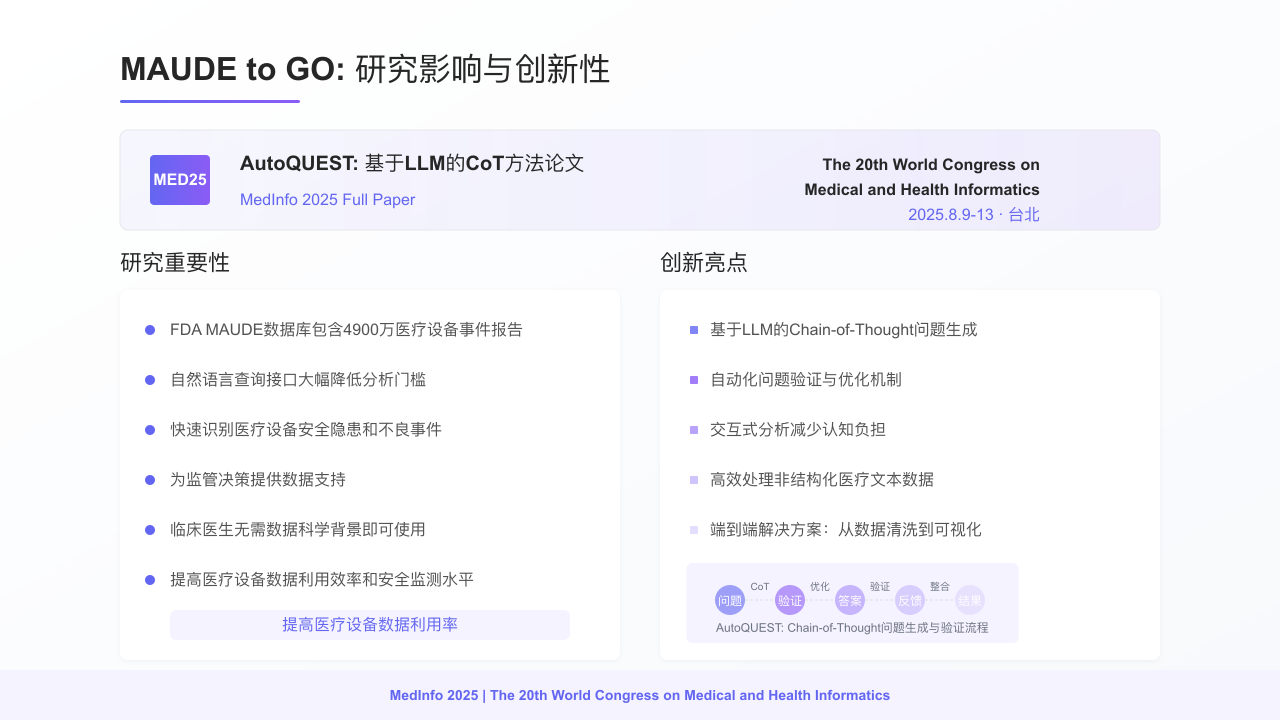 MAUDE to GO: 研究影响与创新性
MED25
AutoQUEST: 基于LLM的CoT方法论文
MedInfo 2025 Full Paper
The 20th World Congress on
Medical and Health Informatics
2025.8.9-13 · 台北
研究重要性
FDA MAUDE数据库包含4900万医疗设备事件报告
自然语言查询接口大幅降低分析门槛
快速识别医疗设备安全隐患和不良事件
为监管决策提供数据支持
临床医生无需数据科学背景即可使用
提高医疗设备数据利用效率和安全监测水平
提高医疗设备数据利用率
创新亮点
基于LLM的Chain-of-Thought问题生成
自动化问题验证与优化机制
交互式分析减少认知负担
高效处理非结构化医疗文本数据
端到端解决方案：从数据清洗到可视化
CoT 优化 验证 整合
问题 验证 答案 反馈 结果
AutoQUEST: Chain-of-Thought问题生成与验证流程
MedInfo 2025 | The 20th World Congress on Medical and Health Informatics